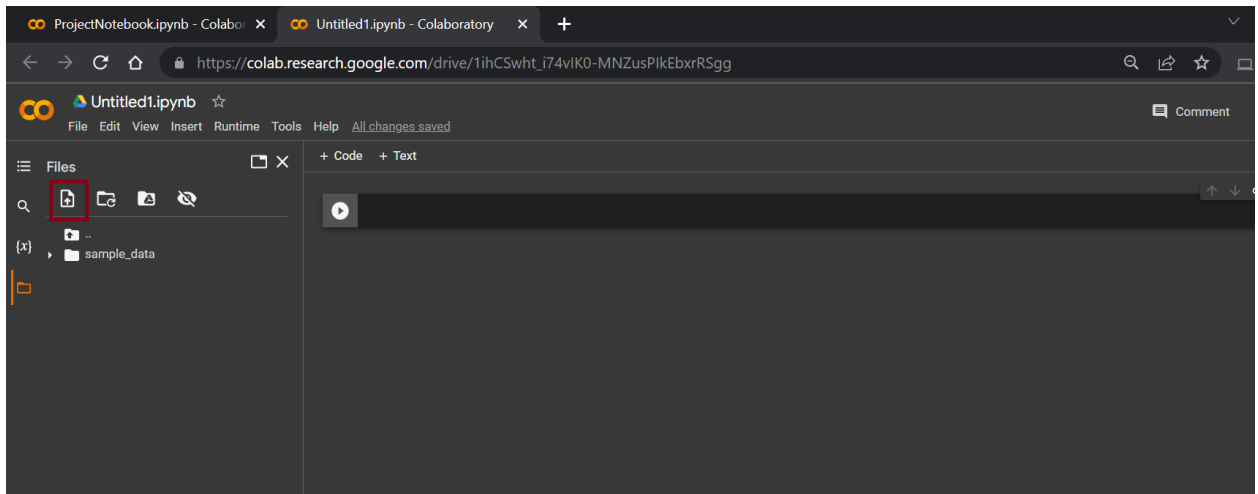 ProjectNotebook.ipynb - Colabor
Untitled1.ipynb - Colaboratory
https://colab.research.google.com/drive/1ihCSwht_i74vIK0-MNZusPIkEbxrRSgg
Untitled1.ipynb
Comment
File Edit View Insert Runtime Tools Help All changes saved
Files
+ Code + Text
{x}
..
sample_data